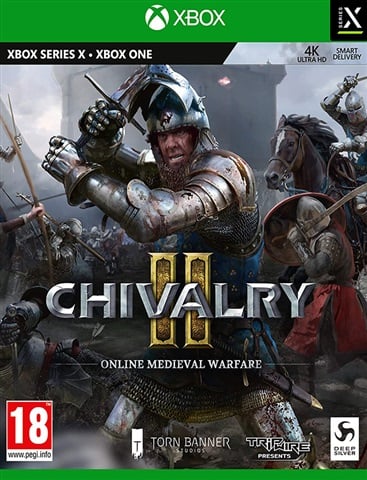 XBOX
SERIES X
XBOX SERIES X • XBOX ONE
4K
ULTRA HD
SMART
DELIVERY
II
CHIVALRY
ONLINE MEDIEVAL WARFARE
18
www.pegi.info
TORN BANNER
STUDIOS
TRIPWIRE
PRESENTS
DEEP
SILVER